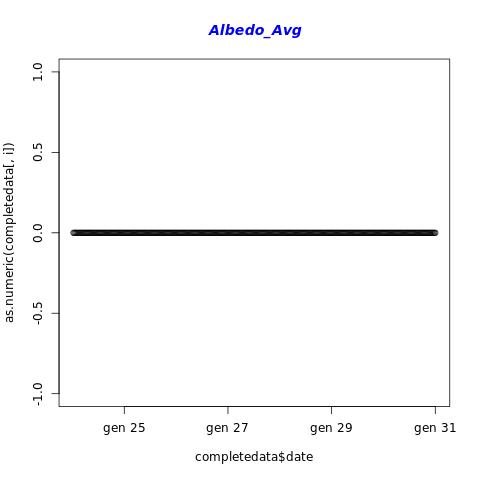 Albedo_Avg
1.0
0.5
0.0
-0.5
-1.0
as.numeric(completedata[, i])
gen 25 gen 27 gen 29 gen 31
completedata$date